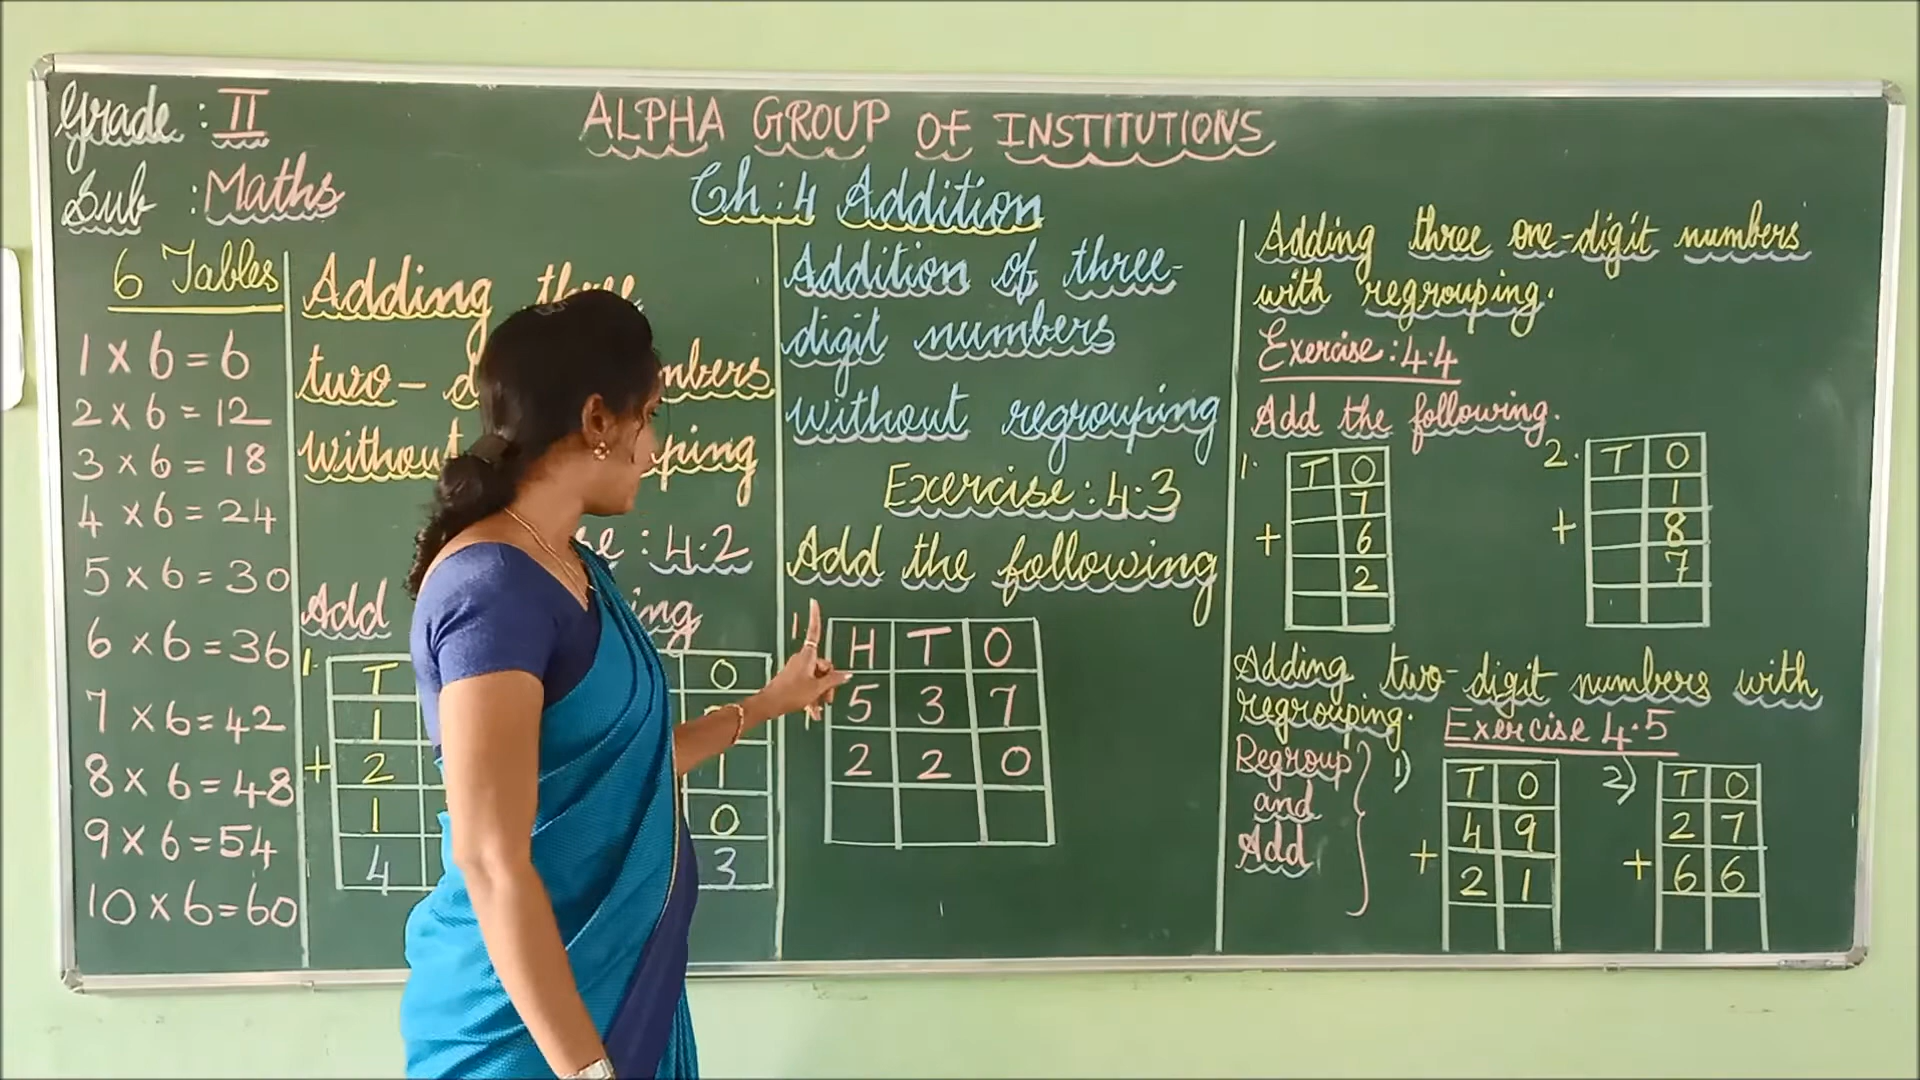 Grade : II
Sub : Maths
ALPHA GROUP OF INSTITUTIONS
Ch : 4 Addition
6 Tables
1 x 6 = 6
2 x 6 = 12
3 x 6 = 18
4 x 6 = 24
5 x 6 = 30
6 x 6 = 36
7 x 6 = 42
8 x 6 = 48
9 x 6 = 54
10 x 6 = 60
Adding three
two-
without
: 4.2
Add
1. T O
1
+ 2 1
1 0
4 3
Addition of three-
digit numbers
without regrouping
Exercise : 4.3
Add the following
H T O
5 3 7
2 2 0
Adding three one-digit numbers
with regrouping.
Exercise : 4.4
Add the following.
1. T O
7
+ 6
2
2. T O
1
+ 8
7
Adding two-digit numbers with
regrouping. Exercise 4.5
Regroup
and
Add
1) T O
4 9
+ 2 1
2) T O
2 7
+ 6 6